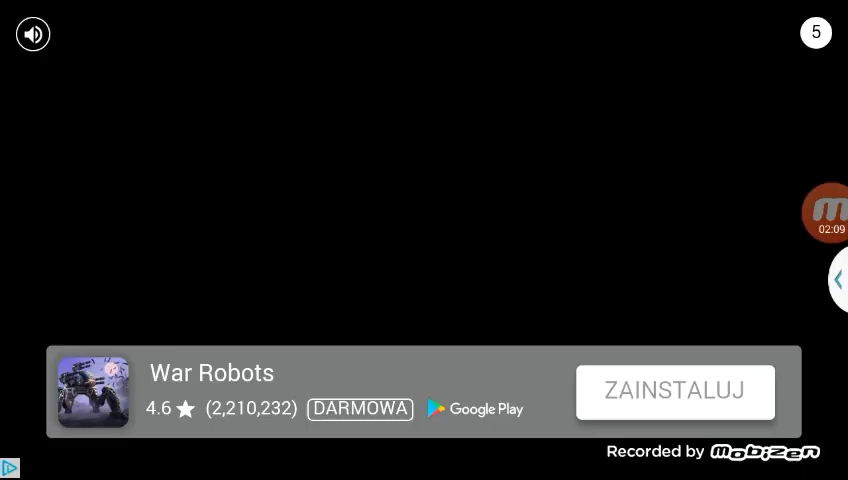 5
02:09
War Robots
4.6 ★ (2,210,232) DARMOWA Google Play
ZAINSTALUJ
Recorded by mobizen